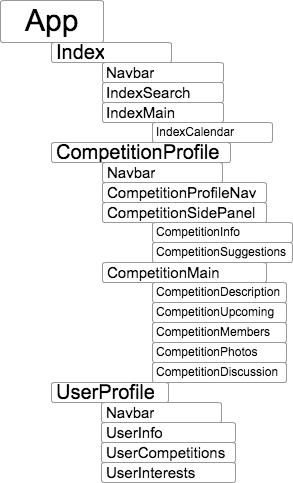 App
Index
Navbar
IndexSearch
IndexMain
IndexCalendar
CompetitionProfile
Navbar
CompetitionProfileNav
CompetitionSidePanel
CompetitionInfo
CompetitionSuggestions
CompetitionMain
CompetitionDescription
CompetitionUpcoming
CompetitionMembers
CompetitionPhotos
CompetitionDiscussion
UserProfile
Navbar
UserInfo
UserCompetitions
UserInterests